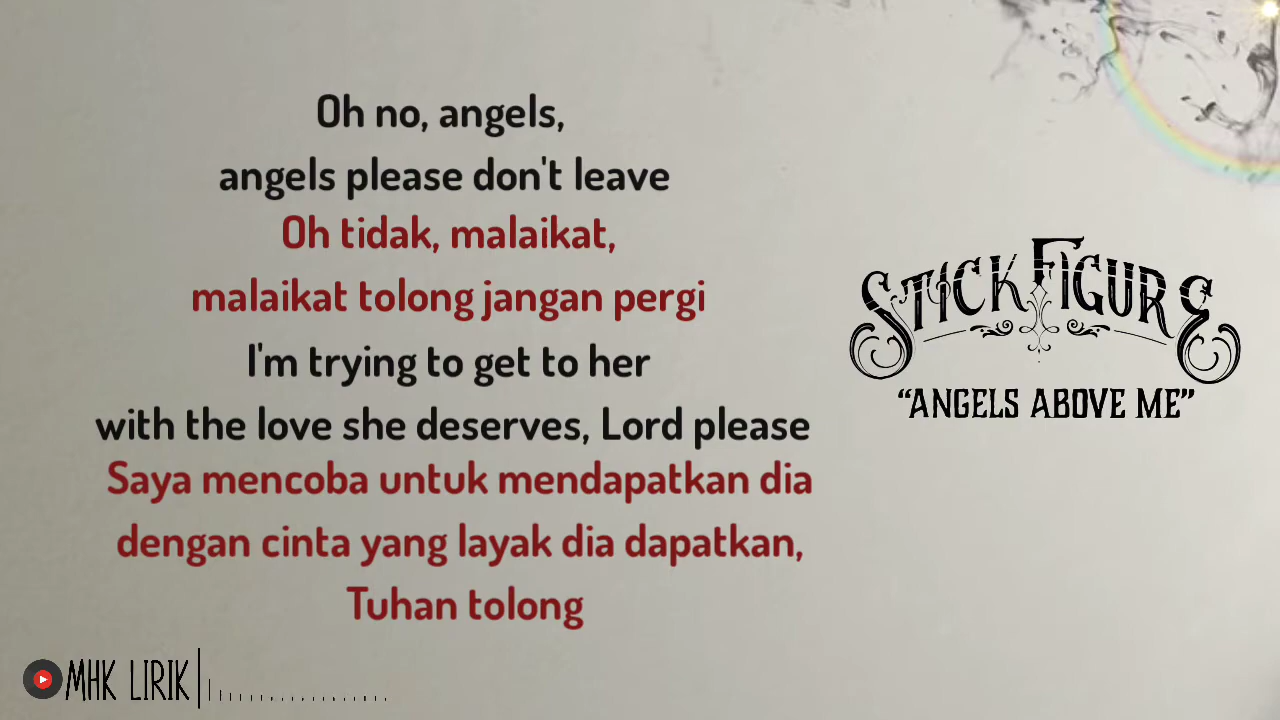 Oh no, angels,
angels please don't leave
Oh tidak, malaikat,
malaikat tolong jangan pergi
I'm trying to get to her
with the love she deserves, Lord please
Saya mencoba untuk mendapatkan dia
dengan cinta yang layak dia dapatkan,
Tuhan tolong
STICK FIGURE
“ANGELS ABOVE ME”
MHK LIRIK